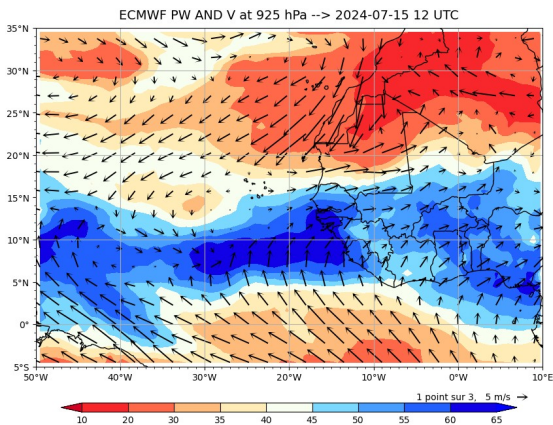 ECMWF PW AND V at 925 hPa --> 2024-07-15 12 UTC
35°N
30°N
25°N
20°N
15°N
10°N
5°N
0°
5°S
50°W 40°W 30°W 20°W 10°W 0°W 10°E
1 point sur 3, 5 m/s
10 20 30 35 40 45 50 55 60 65